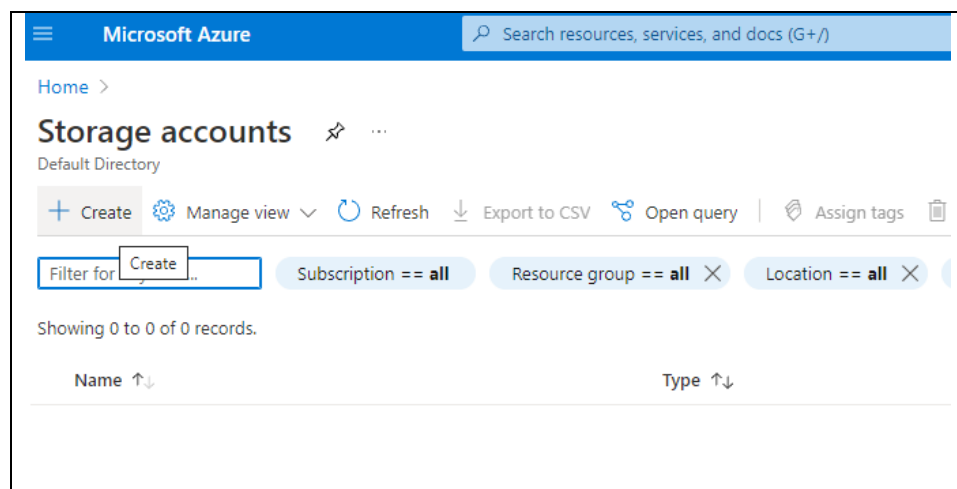 Microsoft Azure Search resources, services, and docs (G+/)
Home >
Storage accounts ...
Default Directory
+ Create Manage view Refresh Export to CSV Open query Assign tags
Filter for ... Create Subscription == all Resource group == all Location == all
Showing 0 to 0 of 0 records.
Name Type